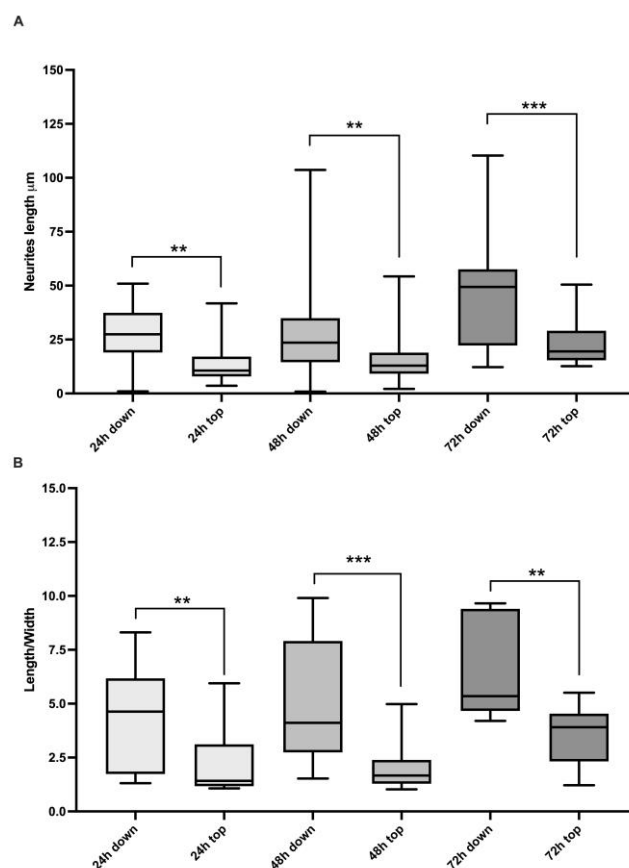 A
150
125
100
75
50
25
0
Neurites length μm
**
**
***
24h down
24h top
48h down
48h top
72h down
72h top
B
15.0
12.5
10.0
7.5
5.0
2.5
0.0
Length/Width
**
***
**
24h down
24h top
48h down
48h top
72h down
72h top